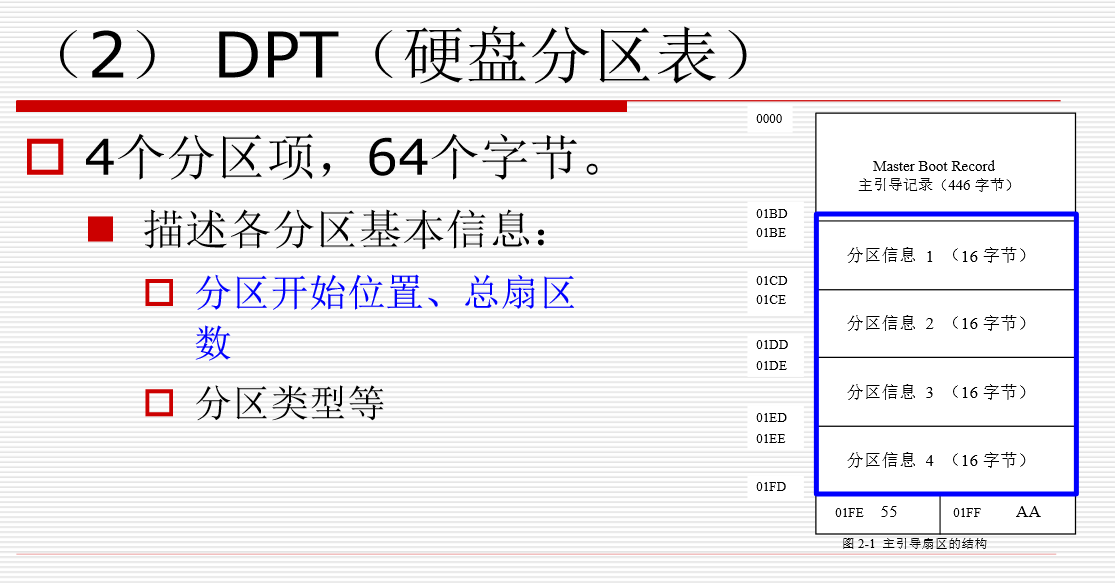 （2） DPT（硬盘分区表）
4个分区项，64个字节。
描述各分区基本信息：
分区开始位置、总扇区
数
分区类型等
0000
Master Boot Record
主引导记录（446 字节）
01BD
01BE
分区信息 1 （16 字节）
01CD
01CE
分区信息 2 （16 字节）
01DD
01DE
分区信息 3 （16 字节）
01ED
01EE
分区信息 4 （16 字节）
01FD
01FE 55 01FF AA
图 2-1 主引导扇区的结构